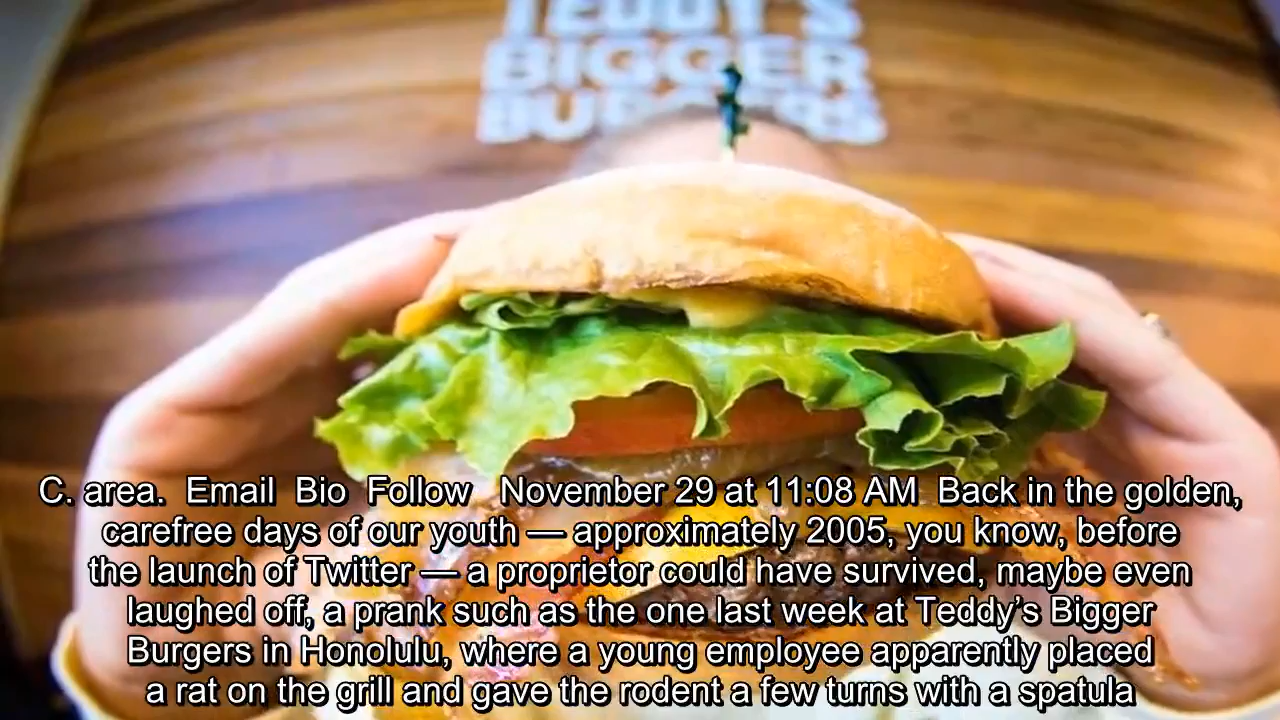 TEDDY'S
BIGGER
BURGERS
C. area. Email Bio Follow November 29 at 11:08 AM Back in the golden,
carefree days of our youth — approximately 2005, you know, before
the launch of Twitter — a proprietor could have survived, maybe even
laughed off, a prank such as the one last week at Teddy’s Bigger
Burgers in Honolulu, where a young employee apparently placed
a rat on the grill and gave the rodent a few turns with a spatula